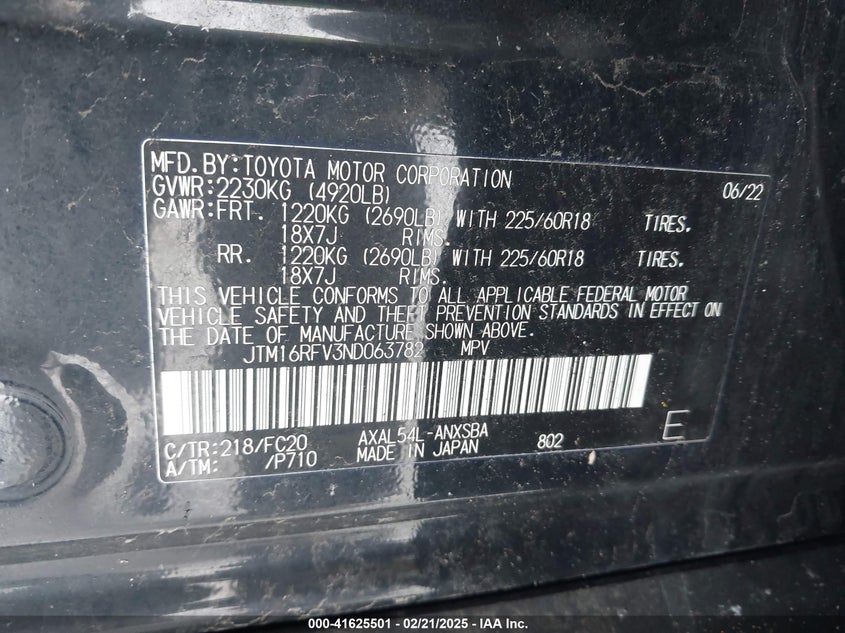 MFD.BY:TOYOTA MOTOR CORPORATION 06/22
GVWR:2230KG (4920LB)
GAWR:FRT. 1220KG (2690LB) WITH 225/60R18 TIRES.
18X7J RIMS.
RR. 1220KG (2690LB) WITH 225/60R18 TIRES.
18X7J RIMS.
THIS VEHICLE CONFORMS TO ALL APPLICABLE FEDERAL MOTOR
VEHICLE SAFETY AND THEFT PREVENTION STANDARDS IN EFFECT ON
THE DATE OF MANUFACTURE SHOWN ABOVE.
JTM16RFV3ND063782 MPV
C/TR:218/FC20 AXAL54L-ANXSBA 802 E
A/TM: /P710 MADE IN JAPAN
000-41625501 - 02/21/2025 - IAA Inc.